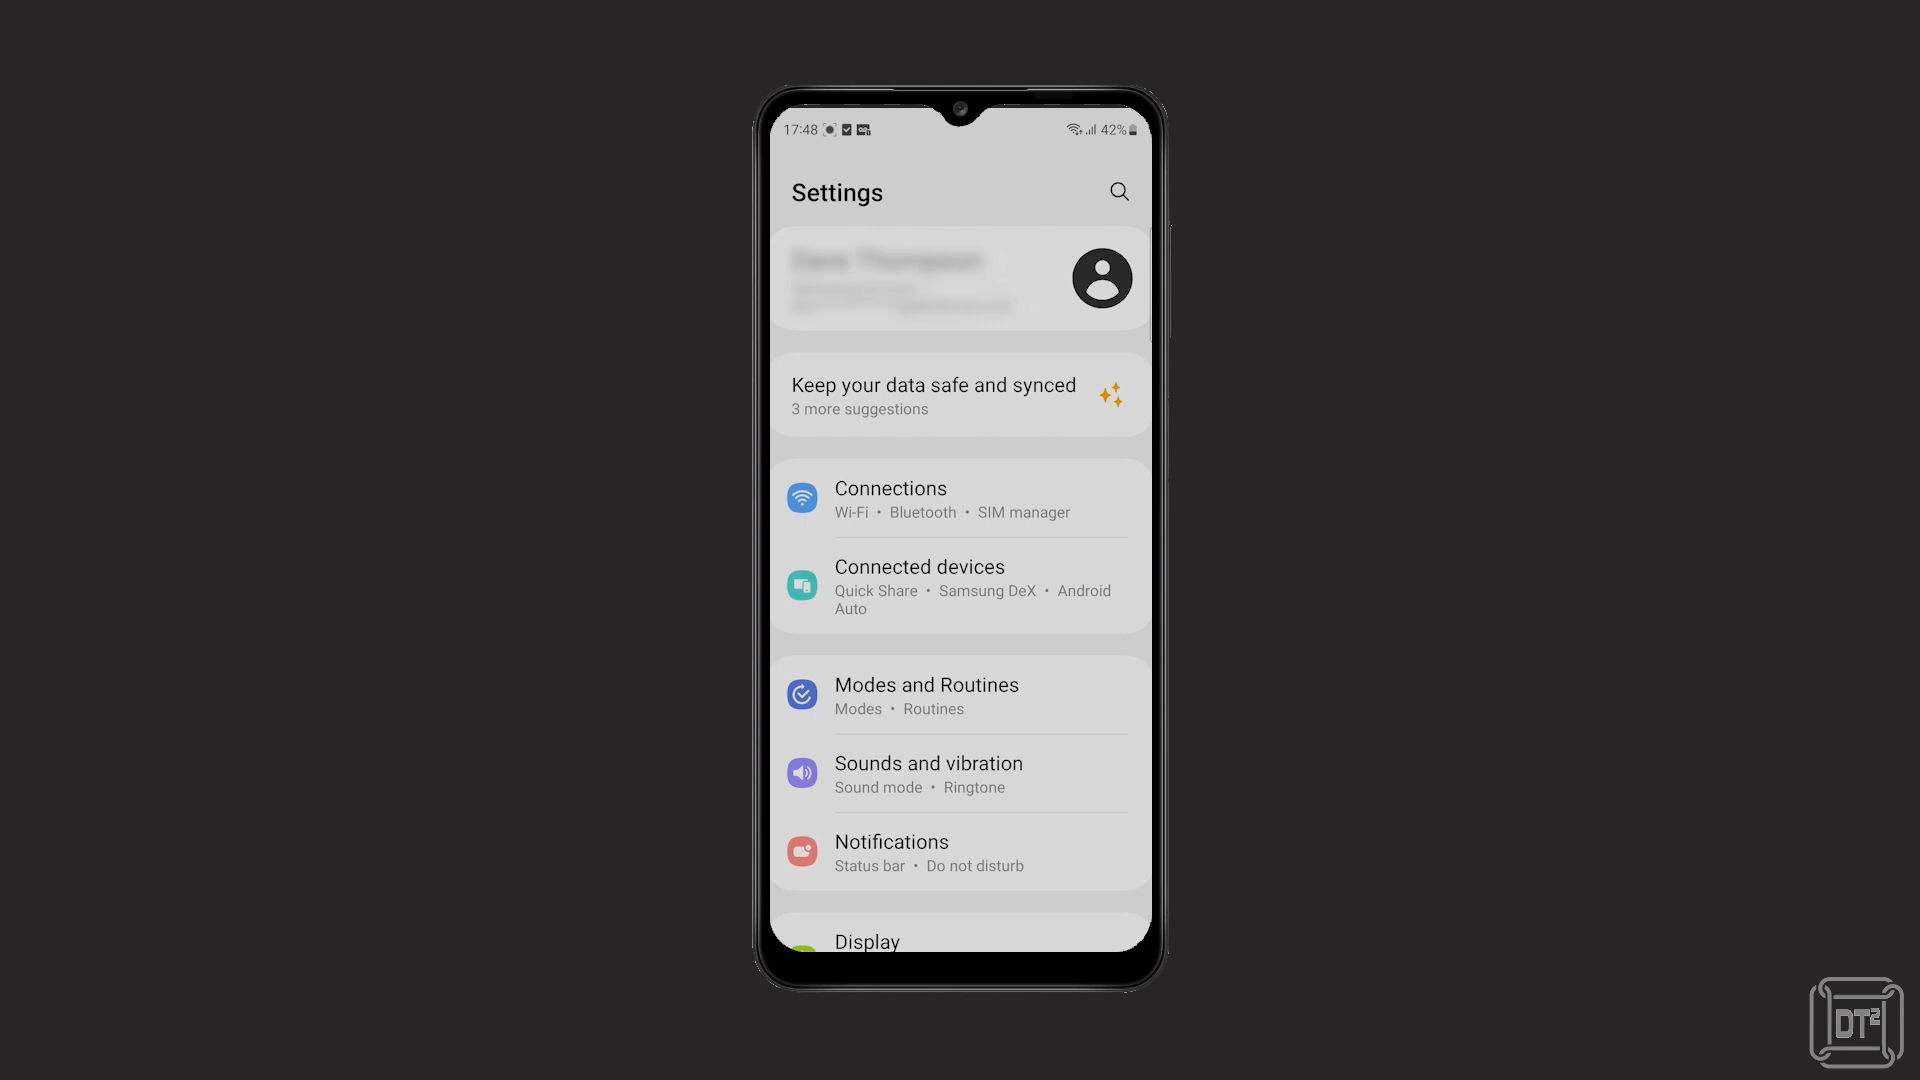 17:48
42%
Settings
Keep your data safe and synced
3 more suggestions
Connections
Wi-Fi • Bluetooth • SIM manager
Connected devices
Quick Share • Samsung DeX • Android
Auto
Modes and Routines
Modes • Routines
Sounds and vibration
Sound mode • Ringtone
Notifications
Status bar • Do not disturb
Display
DT2